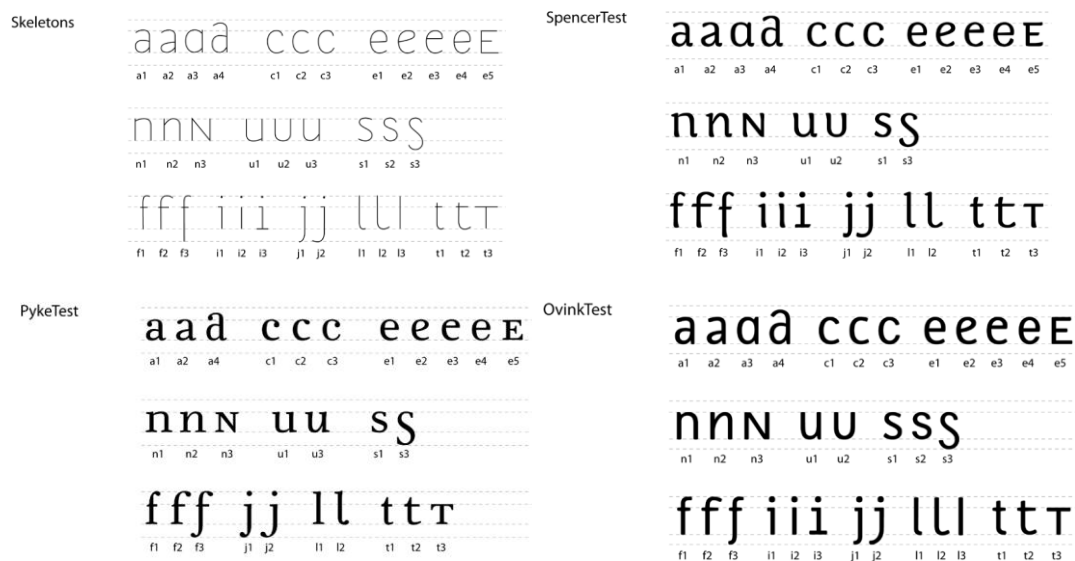 Skeletons
aaaa ccc eeeeE
a1 a2 a3 a4 c1 c2 c3 e1 e2 e3 e4 e5
nnN uuu sss
n1 n2 n3 u1 u2 u3 s1 s2 s3
fff iii jj lll ttT
f1 f2 f3 i1 i2 i3 j1 j2 l1 l2 l3 t1 t2 t3
SpencerTest
aaaa ccc eeeeE
a1 a2 a3 a4 c1 c2 c3 e1 e2 e3 e4 e5
nnN uu ss
n1 n2 n3 u1 u2 s1 s3
fff iii jj ll ttT
f1 f2 f3 i1 i2 i3 j1 j2 l1 l2 t1 t2 t3
PykeTest
aaa ccc eeeeE
a1 a2 a4 c1 c2 c3 e1 e2 e3 e4 e5
nnN uu ss
n1 n2 n3 u1 u3 s1 s3
fff jj ll ttT
f1 f2 f3 j1 j2 l1 l2 t1 t2 t3
OvinkTest
aaaa ccc eeeeE
a1 a2 a3 a4 c1 c2 c3 e1 e2 e3 e4 e5
nnN uu sss
n1 n2 n3 u1 u2 s1 s2 s3
fff iii jj lll ttT
f1 f2 f3 i1 i2 i3 j1 j2 l1 l2 l3 t1 t2 t3